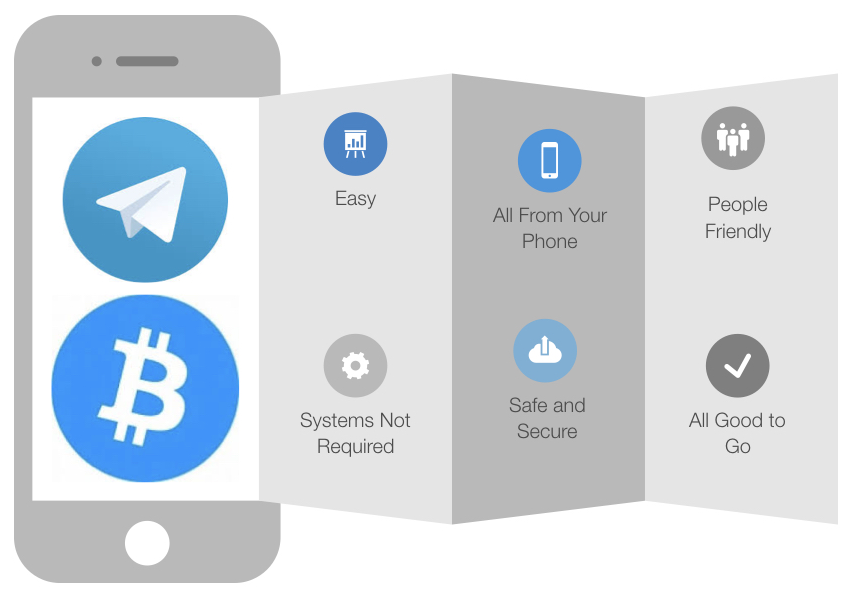 Easy
All From Your
Phone
People
Friendly
Systems Not
Required
Safe and
Secure
All Good to
Go